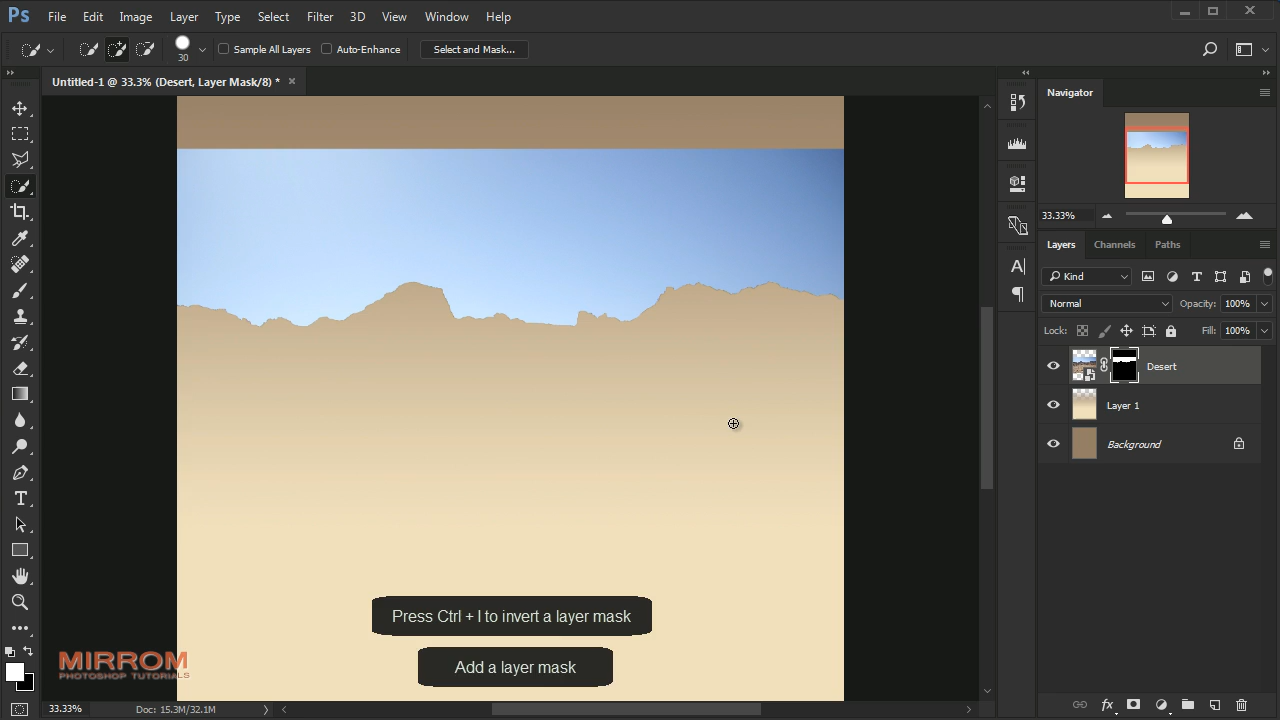 Ps File Edit Image Layer Type Select Filter 3D View Window Help
30 Sample All Layers Auto-Enhance Select and Mask...
Untitled-1 @ 33.3% (Desert, Layer Mask/8) * ×
Navigator
33.33%
Layers Channels Paths
Kind
Normal Opacity: 100%
Lock: Fill: 100%
Desert
Layer 1
Background
Press Ctrl + I to invert a layer mask
Add a layer mask
MIRROM
PHOTOSHOP TUTORIALS
33.33% Doc: 15.3M/32.1M